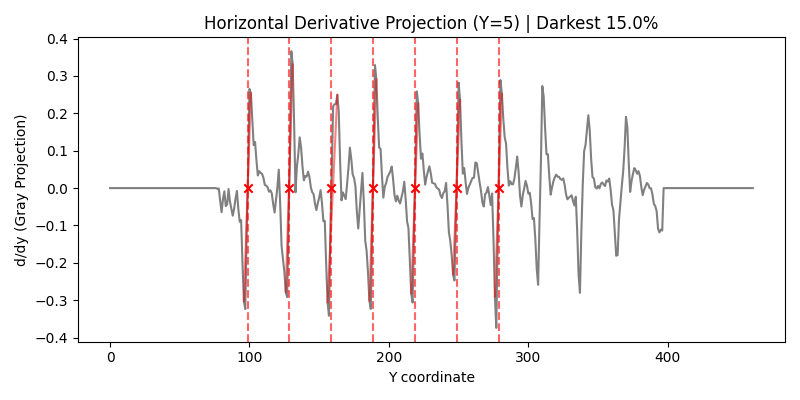 Horizontal Derivative Projection (Y=5) | Darkest 15.0%
d/dy (Gray Projection)
0.4
0.3
0.2
0.1
0.0
−0.1
−0.2
−0.3
−0.4
0 100 200 300 400
Y coordinate